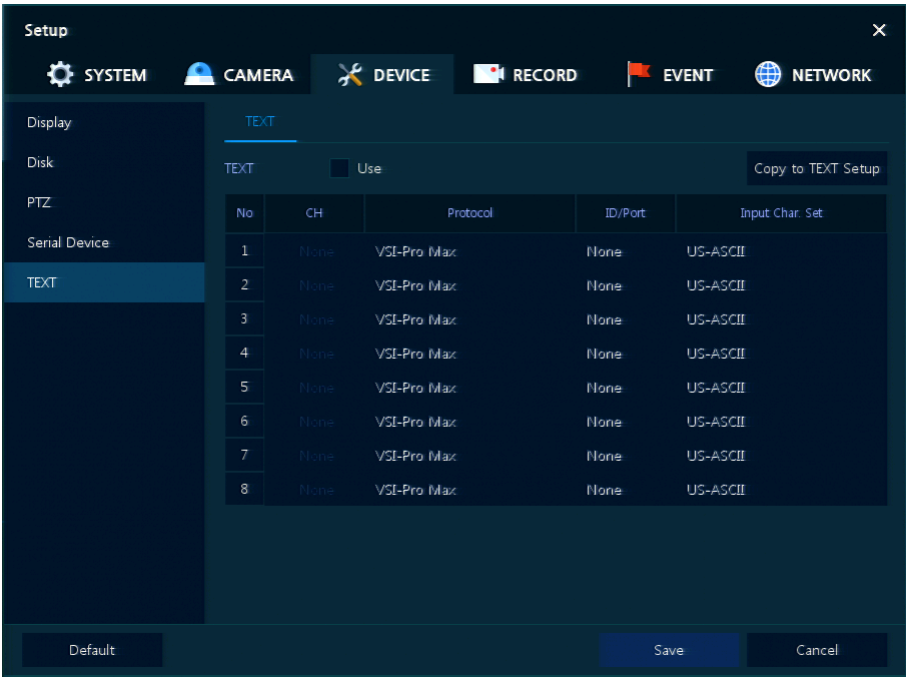 Setup
SYSTEM CAMERA DEVICE RECORD EVENT NETWORK
Display
Disk
PTZ
Serial Device
TEXT
TEXT
TEXT Use Copy to TEXT Setup
No CH Protocol ID/Port Input Char. Set
1 None VSI-Pro Max None US-ASCII
2 None VSI-Pro Max None US-ASCII
3 None VSI-Pro Max None US-ASCII
4 None VSI-Pro Max None US-ASCII
5 None VSI-Pro Max None US-ASCII
6 None VSI-Pro Max None US-ASCII
7 None VSI-Pro Max None US-ASCII
8 None VSI-Pro Max None US-ASCII
Default Save Cancel